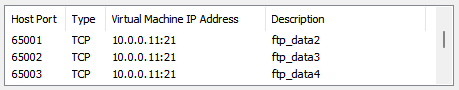 Host Port Type Virtual Machine IP Address Description
65001 TCP 10.0.0.11:21 ftp_data2
65002 TCP 10.0.0.11:21 ftp_data3
65003 TCP 10.0.0.11:21 ftp_data4